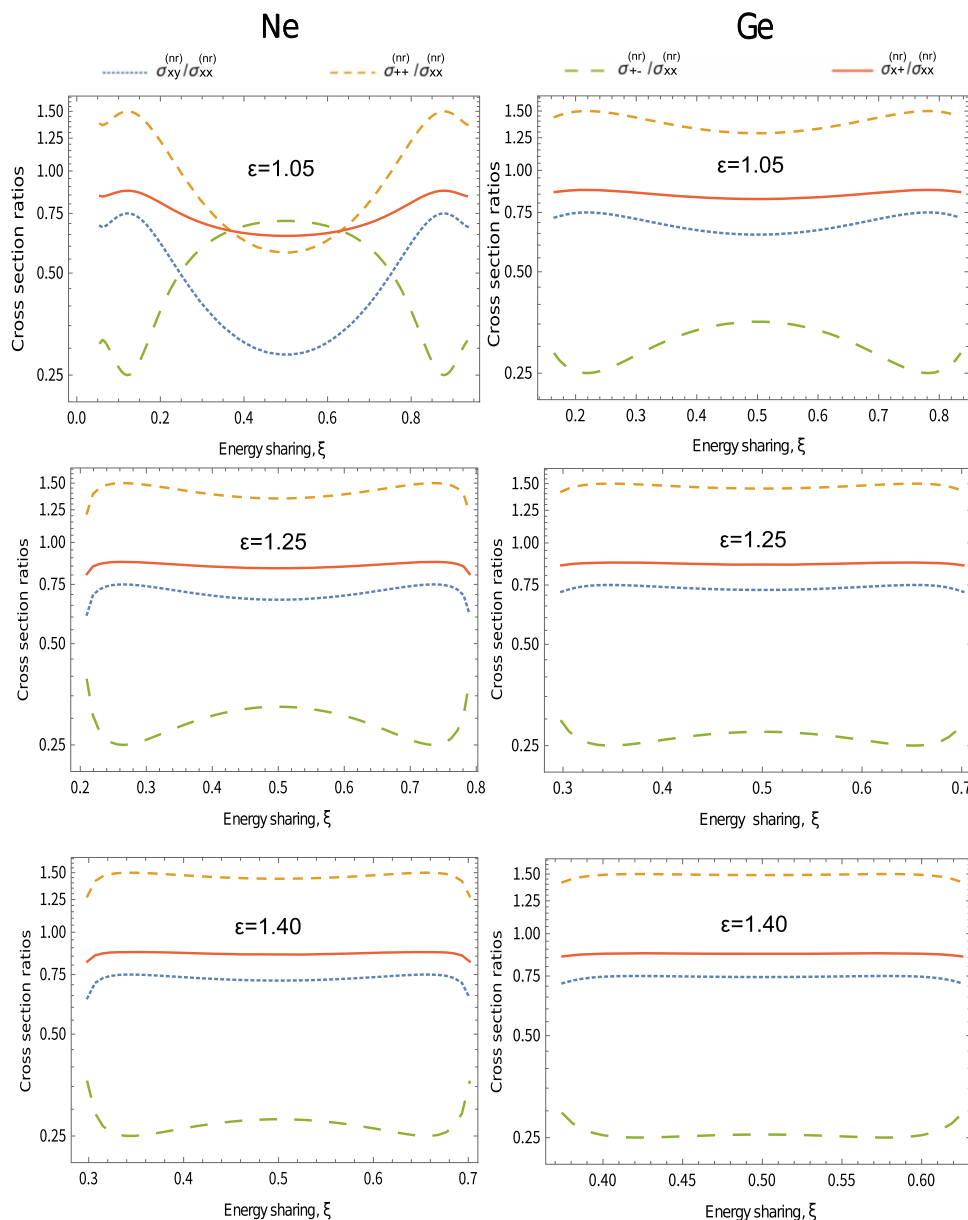 Ne
Ge
σxy(nr)/σxx(nr)
σ++(nr)/σxx(nr)
σ+-(nr)/σxx(nr)
σx+(nr)/σxx(nr)
Cross section ratios
1.50
1.25
1.00
0.75
0.50
0.25
ε=1.05
0.0 0.2 0.4 0.6 0.8
Energy sharing, ξ
Cross section ratios
1.50
1.25
1.00
0.75
0.50
0.25
ε=1.05
0.2 0.3 0.4 0.5 0.6 0.7 0.8
Energy sharing, ξ
Cross section ratios
1.50
1.25
1.00
0.75
0.50
0.25
ε=1.25
0.2 0.3 0.4 0.5 0.6 0.7 0.8
Energy sharing, ξ
Cross section ratios
1.50
1.25
1.00
0.75
0.50
0.25
ε=1.25
0.3 0.4 0.5 0.6 0.7
Energy sharing, ξ
Cross section ratios
1.50
1.25
1.00
0.75
0.50
0.25
ε=1.40
0.3 0.4 0.5 0.6 0.7
Energy sharing, ξ
Cross section ratios
1.50
1.25
1.00
0.75
0.50
0.25
ε=1.40
0.40 0.45 0.50 0.55 0.60
Energy sharing, ξ